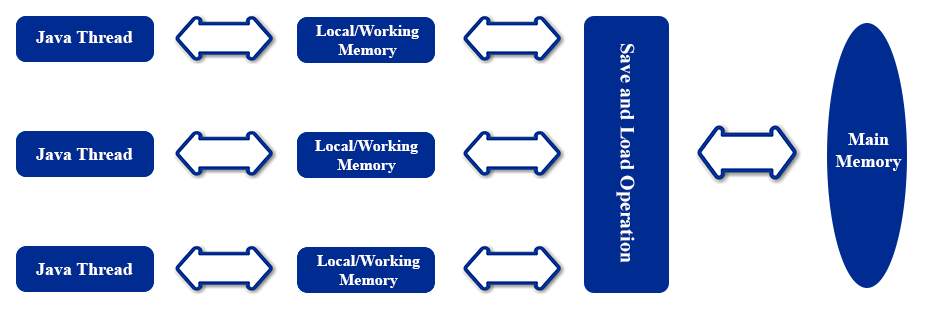 Java Thread
Local/Working
Memory
Java Thread
Local/Working
Memory
Java Thread
Local/Working
Memory
Save and Load Operation
Main
Memory